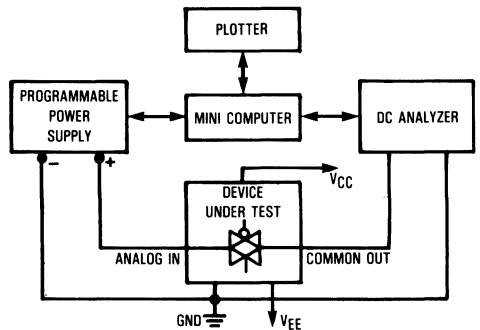 PLOTTER
PROGRAMMABLE
POWER
SUPPLY
MINI COMPUTER
DC ANALYZER
- +
VCC
DEVICE
UNDER TEST
ANALOG IN
COMMON OUT
GND
VEE